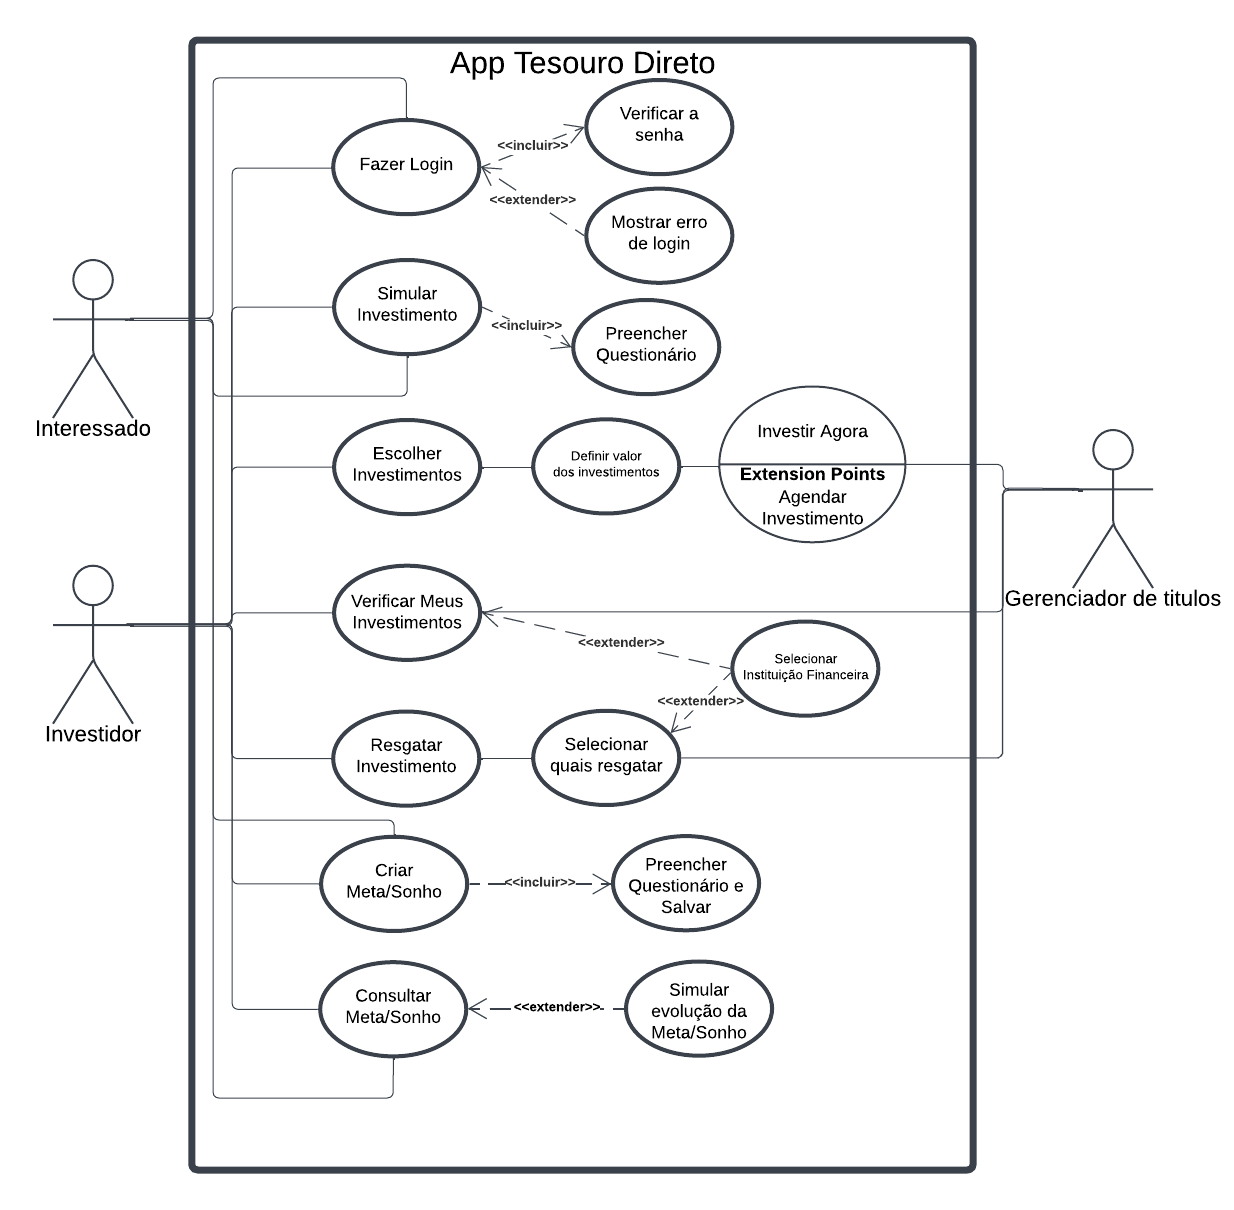 App Tesouro Direto
Verificar a
senha
<<incluir>>
Fazer Login
<<extender>>
Mostrar erro
de login
Simular
Investimento
<<incluir>>
Preencher
Questionário
Interessado
Escolher
Investimentos
Definir valor
dos investimentos
Investir Agora
Extension Points
Agendar
Investimento
Gerenciador de titulos
Verificar Meus
Investimentos
<<extender>>
Selecionar
Instituição Financeira
<<extender>>
Investidor
Resgatar
Investimento
Selecionar
quais resgatar
Criar
Meta/Sonho
<<incluir>>
Preencher
Questionário e
Salvar
Consultar
Meta/Sonho
<<extender>>
Simular
evolução da
Meta/Sonho